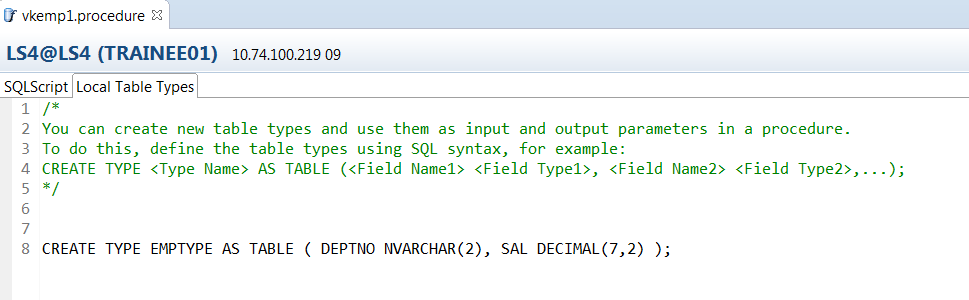 vkemp1.procedure
LS4@LS4 (TRAINEE01) 10.74.100.219 09
SQLScript Local Table Types
1 /*
2 You can create new table types and use them as input and output parameters in a procedure.
3 To do this, define the table types using SQL syntax, for example:
4 CREATE TYPE <Type Name> AS TABLE (<Field Name1> <Field Type1>, <Field Name2> <Field Type2>,...);
5 */
6
7
8 CREATE TYPE EMPTYPE AS TABLE ( DEPTNO NVARCHAR(2), SAL DECIMAL(7,2) );